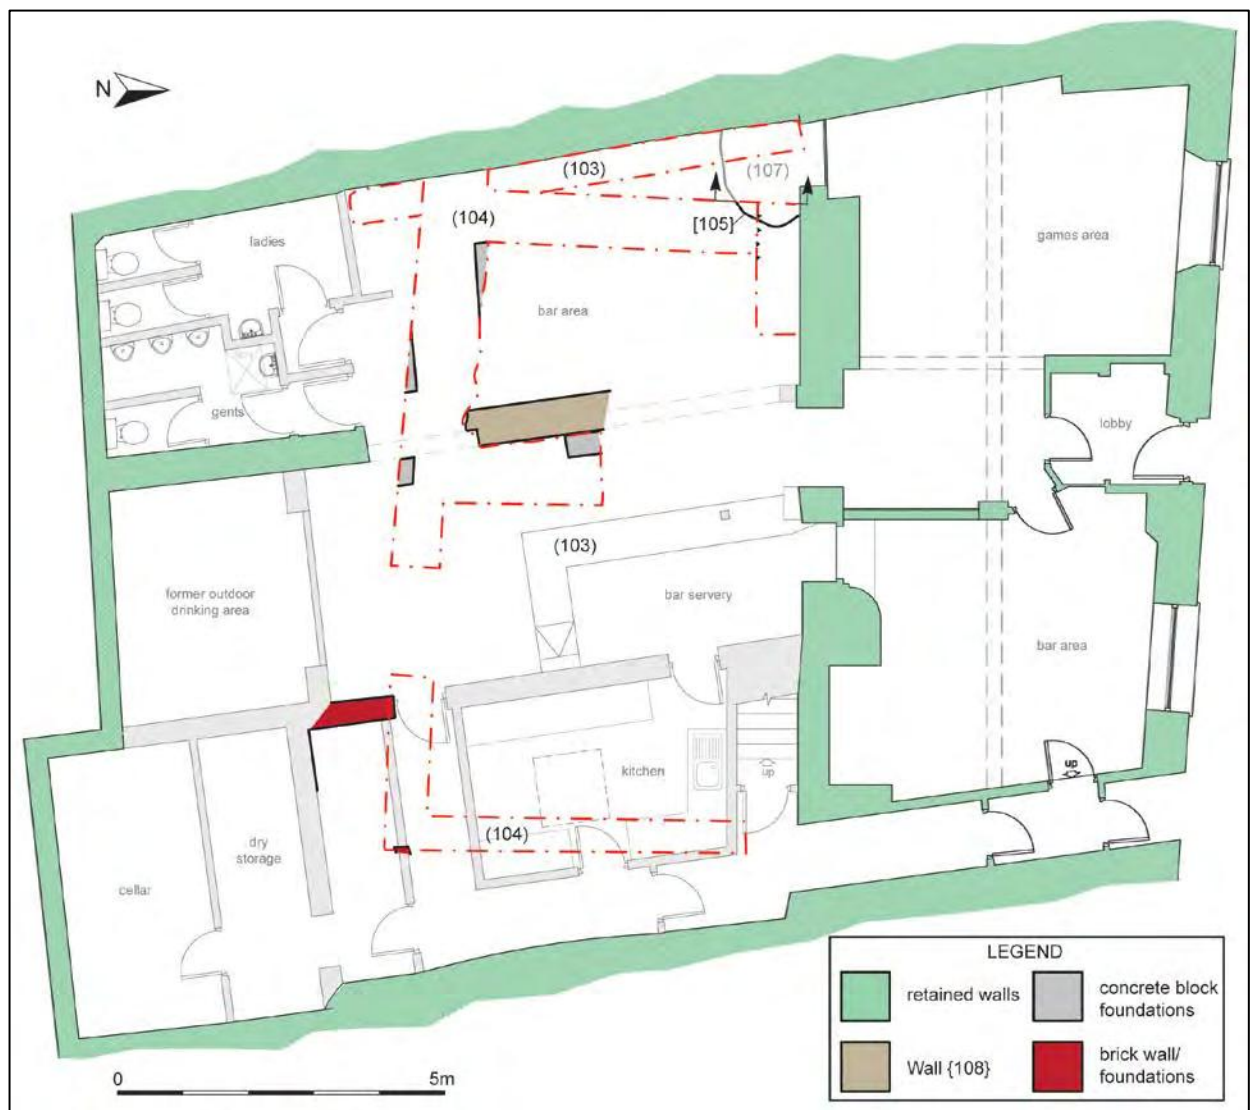 N
(103)
(107)
(104)
[105]
ladies
games area
bar area
gents
lobby
(103)
former outdoor
drinking area
bar servery
bar area
kitchen
up
up
(104)
dry
storage
cellar
LEGEND
retained walls
concrete block
foundations
Wall {108}
brick wall/
foundations
0
5m